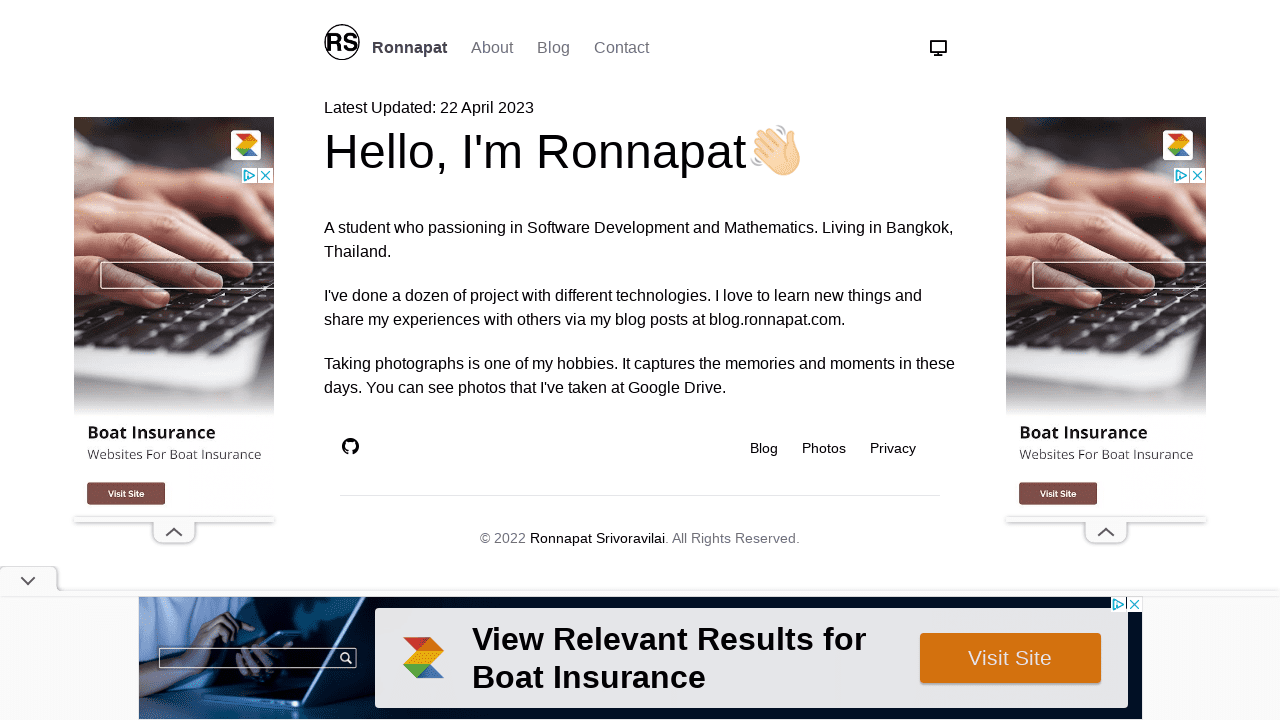 RS Ronnapat About Blog Contact
Latest Updated: 22 April 2023
Hello, I'm Ronnapat👋🏻
A student who passioning in Software Development and Mathematics. Living in Bangkok,
Thailand.
I've done a dozen of project with different technologies. I love to learn new things and
share my experiences with others via my blog posts at blog.ronnapat.com.
Taking photographs is one of my hobbies. It captures the memories and moments in these
days. You can see photos that I've taken at Google Drive.
Blog Photos Privacy
© 2022 Ronnapat Srivoravilai. All Rights Reserved.
Boat Insurance
Websites For Boat Insurance
Visit Site
Boat Insurance
Websites For Boat Insurance
Visit Site
View Relevant Results for
Boat Insurance
Visit Site